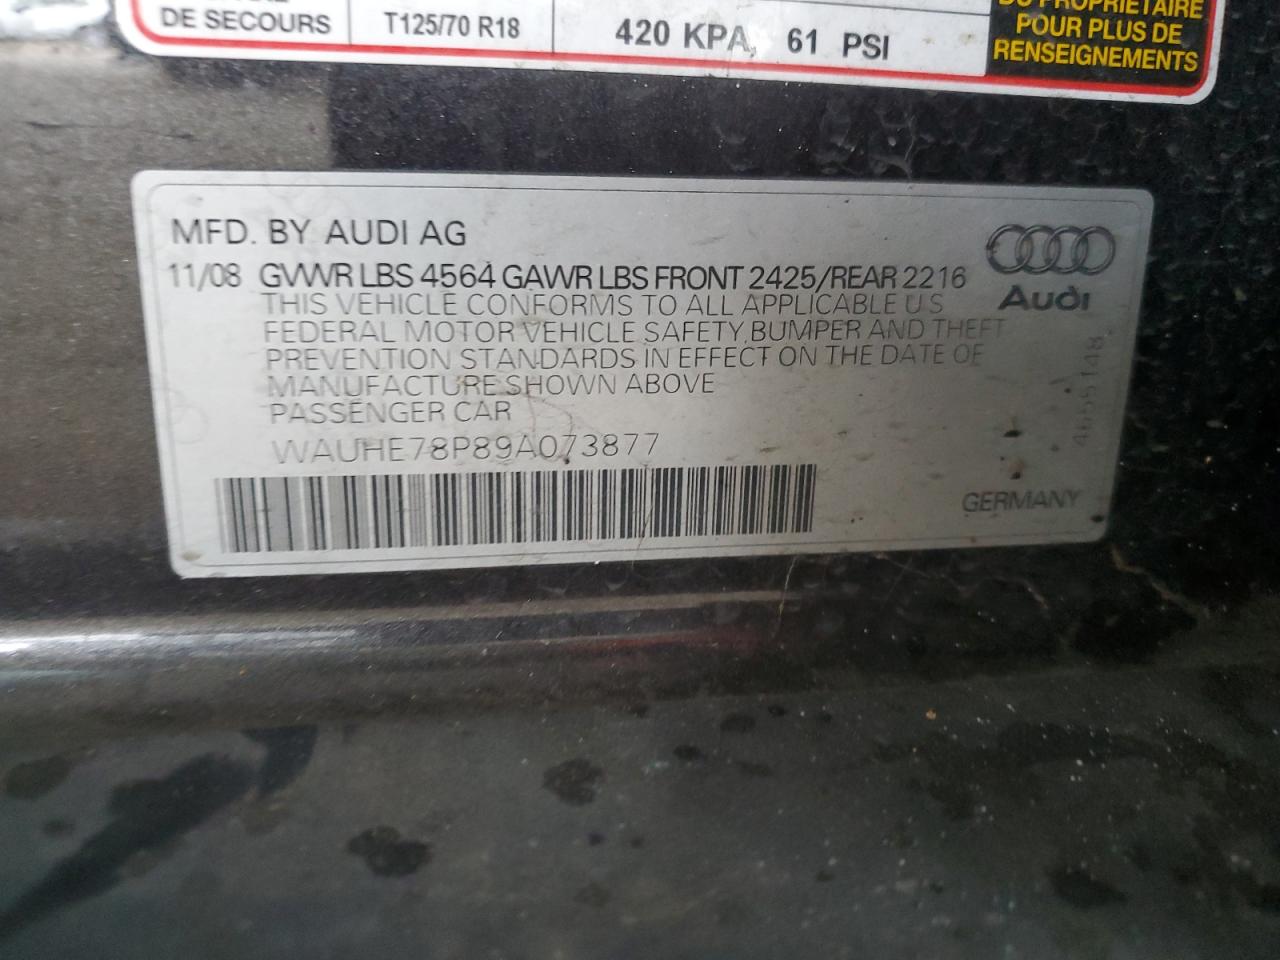 DE SECOURS T125/70 R18 420 KPA, 61 PSI
DU PROPRIÉTAIRE
POUR PLUS DE
RENSEIGNEMENTS
MFD. BY AUDI AG
11/08 GVWR LBS 4564 GAWR LBS FRONT 2425/REAR 2216
THIS VEHICLE CONFORMS TO ALL APPLICABLE U S
FEDERAL MOTOR VEHICLE SAFETY, BUMPER AND THEFT
PREVENTION STANDARDS IN EFFECT ON THE DATE OF
MANUFACTURE SHOWN ABOVE
PASSENGER CAR
WAUHE78P89A073877
Audi
4655148
GERMANY